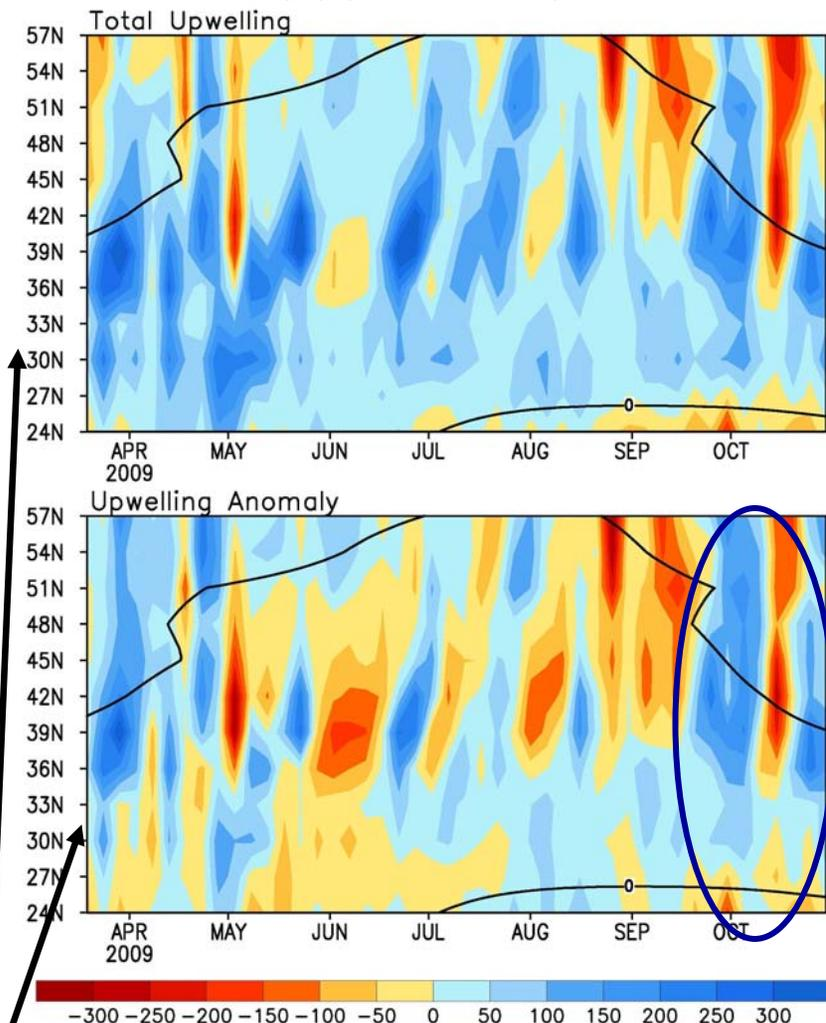 Total Upwelling
57N
54N
51N
48N
45N
42N
39N
36N
33N
30N
27N
24N
0
APR MAY JUN JUL AUG SEP OCT
2009
Upwelling Anomaly
57N
54N
51N
48N
45N
42N
39N
36N
33N
30N
27N
24N
0
APR MAY JUN JUL AUG SEP OCT
2009
-300 -250 -200 -150 -100 -50 0 50 100 150 200 250 300